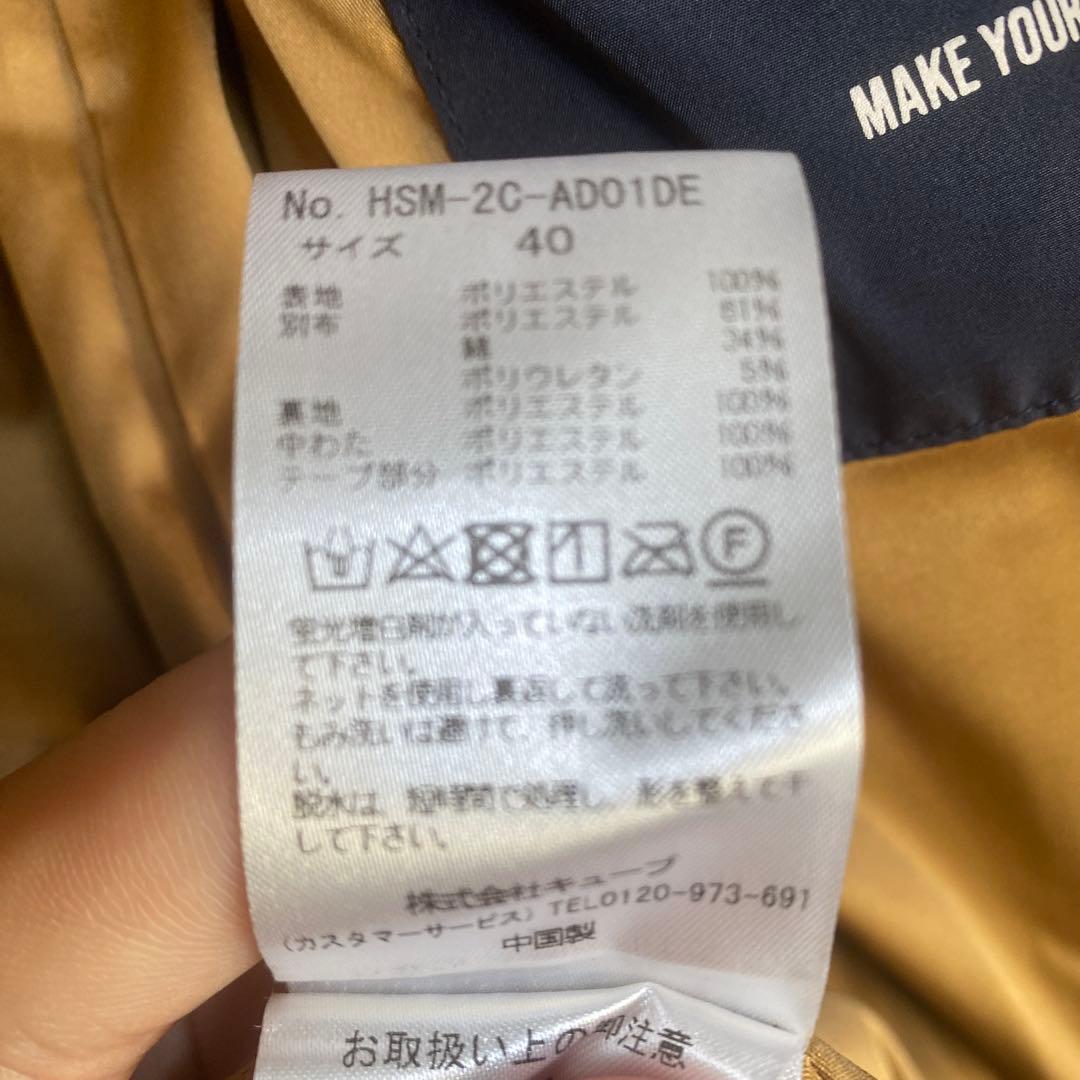 MAKE YOUR
No. HSM-2C-AD01DE
サイズ 40
表地 ポリエステル 100%
別布 ポリエステル 61%
綿 34%
ポリウレタン 5%
裏地 ポリエステル 100%
中わた ポリエステル 100%
テープ部分 ポリエステル 100%
F
蛍光増白剤が入っていない洗剤を使用し
て下さい。
ネットを使用し裏返して洗って下さい。
もみ洗いは避けて、押し洗いしてくださ
い。
脱水は、短時間で処理し、形を整えて干
して下さい。
株式会社キューブ
(カスタマーサービス) TEL0120-973-691
中国製
お取扱い上の御注意